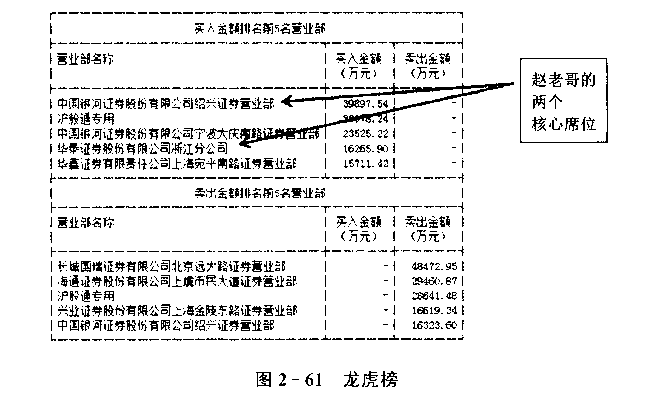 买入金额排名前5名营业部
营业部名称 买入金额（万元） 卖出金额（万元）
中国银河证券股份有限公司绍兴证券营业部 39897.54 -
沪股通专用 -
中国银河证券股份有限公司宁波大庆南路证券营业部 23525.22 -
华泰证券股份有限公司浙江分公司 16265.90 -
华鑫证券有限责任公司上海宛平南路证券营业部 15711.42 -
赵老哥的
两个
核心席位
卖出金额排名前5名营业部
营业部名称 买入金额（万元） 卖出金额（万元）
长城国瑞证券有限公司北京远大路证券营业部 - 48472.95
海通证券股份有限公司上虞市民大道证券营业部 - 39460.87
沪股通专用 - 28641.48
兴业证券股份有限公司上海金陵东路证券营业部 - 16619.34
中国银河证券股份有限公司绍兴证券营业部 - 16323.60
图2-61 龙虎榜